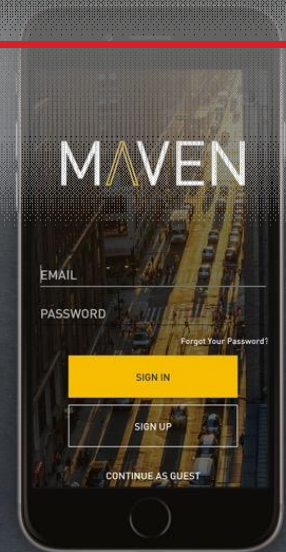 MAVEN
EMAIL
PASSWORD
Forgot Your Password?
SIGN IN
SIGN UP
CONTINUE AS GUEST